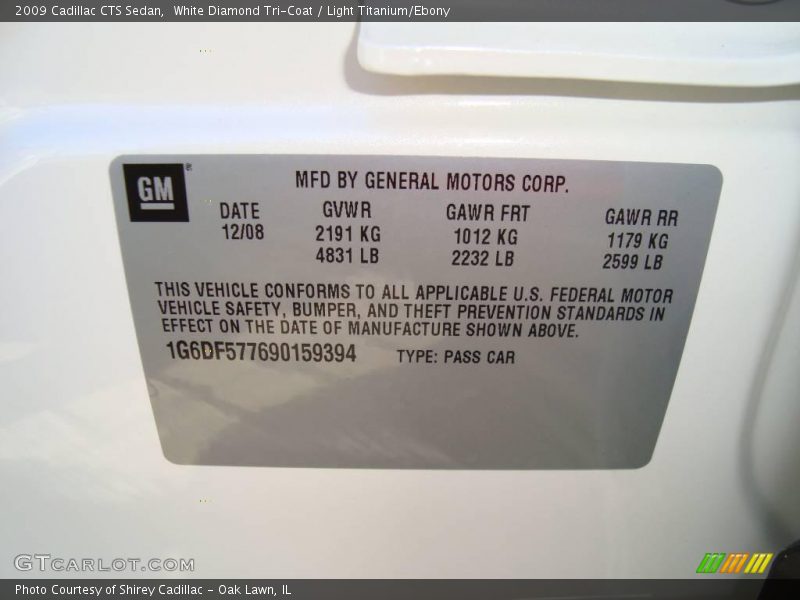 2009 Cadillac CTS Sedan,  White Diamond Tri-Coat / Light Titanium/Ebony
GM®
MFD BY GENERAL MOTORS CORP.
DATE GVWR GAWR FRT GAWR RR
12/08 2191 KG 1012 KG 1179 KG
4831 LB 2232 LB 2599 LB
THIS VEHICLE CONFORMS TO ALL APPLICABLE U.S. FEDERAL MOTOR
VEHICLE SAFETY, BUMPER, AND THEFT PREVENTION STANDARDS IN
EFFECT ON THE DATE OF MANUFACTURE SHOWN ABOVE.
1G6DF577690159394 TYPE: PASS CAR
GTCARLOT.COM
Photo Courtesy of Shirey Cadillac - Oak Lawn, IL